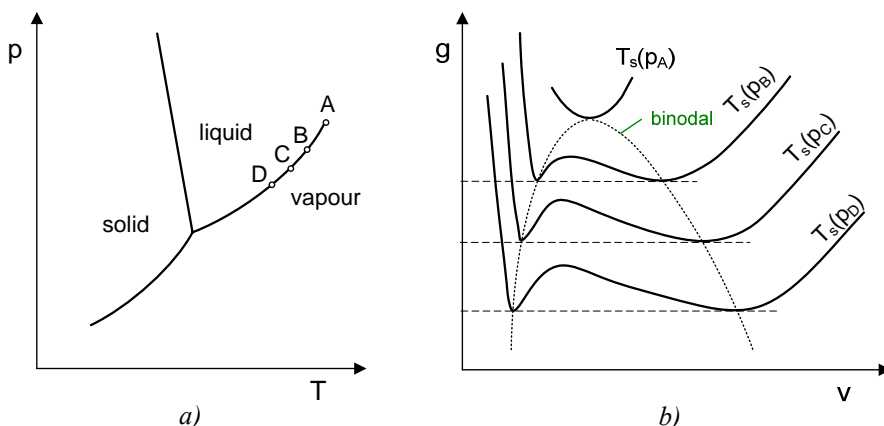 p
liquid
A
B
C
D
vapour
solid
T
a)
g
Ts(pA)
Ts(pB)
binodal
Ts(pC)
Ts(pD)
v
b)